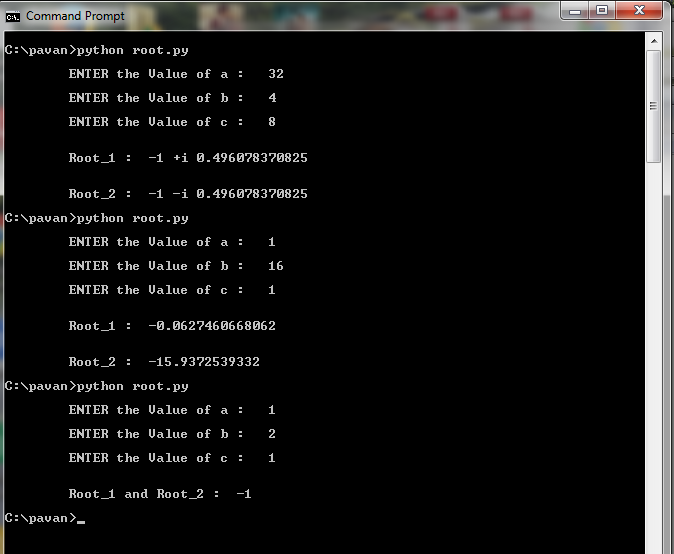 Command Prompt
C:\pavan>python root.py
ENTER the Value of a :   32
ENTER the Value of b :   4
ENTER the Value of c :   8
Root_1 :  -1 +i 0.496078370825
Root_2 :  -1 -i 0.496078370825
C:\pavan>python root.py
ENTER the Value of a :   1
ENTER the Value of b :   16
ENTER the Value of c :   1
Root_1 :  -0.0627460668062
Root_2 :  -15.9372539332
C:\pavan>python root.py
ENTER the Value of a :   1
ENTER the Value of b :   2
ENTER the Value of c :   1
Root_1 and Root_2 :  -1
C:\pavan>_